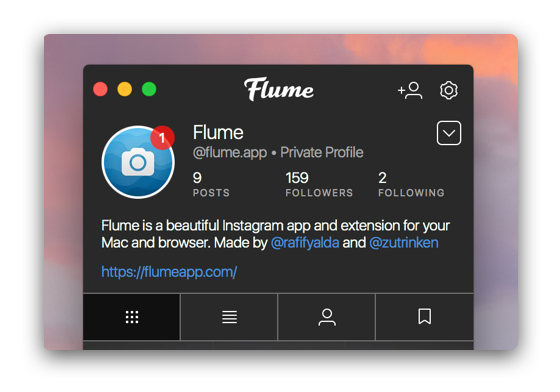 Flume
1
Flume
@flume.app • Private Profile
9 159 2
POSTS FOLLOWERS FOLLOWING
Flume is a beautiful Instagram app and extension for your
Mac and browser. Made by @rafifyalda and @zutrinken
https://flumeapp.com/